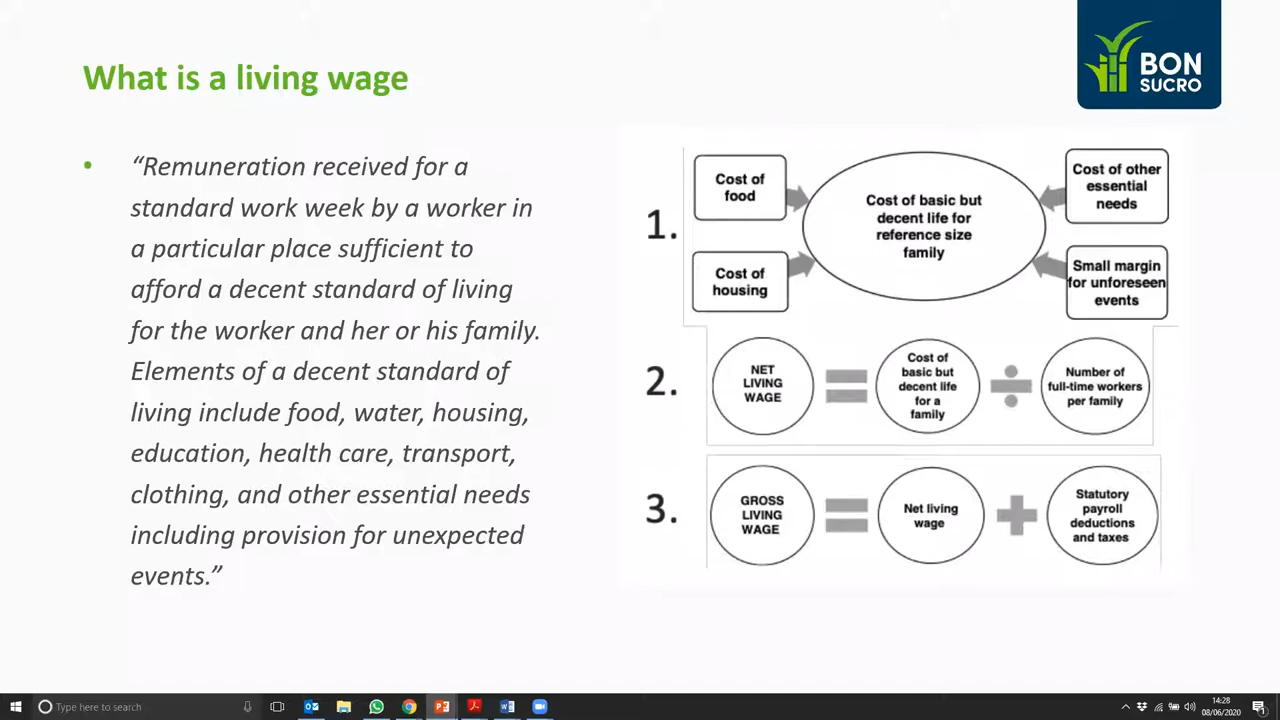 What is a living wage
BON
SUCRO
• “Remuneration received for a
standard work week by a worker in
a particular place sufficient to
afford a decent standard of living
for the worker and her or his family.
Elements of a decent standard of
living include food, water, housing,
education, health care, transport,
clothing, and other essential needs
including provision for unexpected
events.”
1.
Cost of
food
Cost of
housing
Cost of basic but
decent life for
reference size
family
Cost of other
essential
needs
Small margin
for unforeseen
events
2.
NET
LIVING
WAGE
Cost of
basic but
decent life
for a
family
Number of
full-time workers
per family
3.
GROSS
LIVING
WAGE
Net living
wage
Statutory
payroll
deductions
and taxes
Type here to search
14:28
08/06/2020